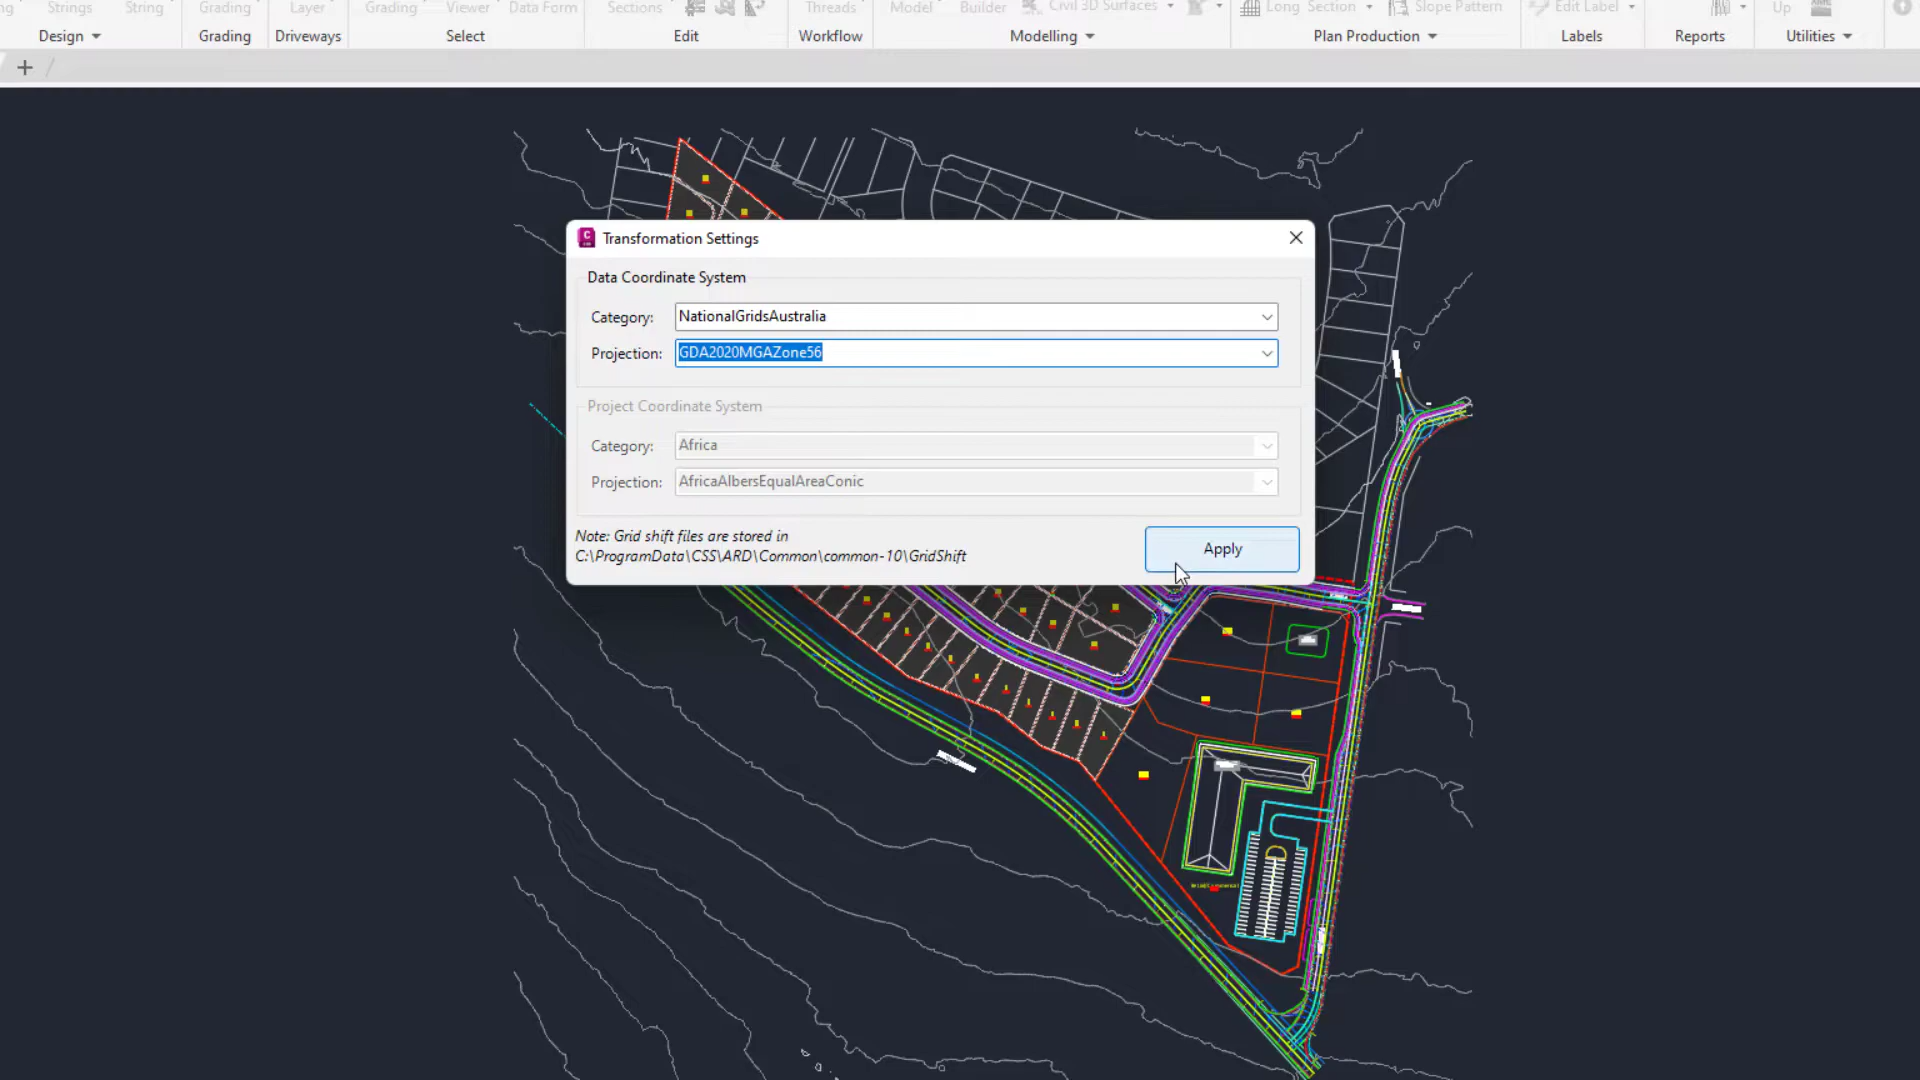 Strings String Grading Layer Grading Viewer Data Form Sections Threads Model Builder Civil 3D Surfaces Long Section Slope Pattern Edit Label Up
Design Grading Driveways Select Edit Workflow Modelling Plan Production Labels Reports Utilities
Transformation Settings
Data Coordinate System
Category: NationalGridsAustralia
Projection: GDA2020MGAZone56
Project Coordinate System
Category: Africa
Projection: AfricaAlbersEqualAreaConic
Note: Grid shift files are stored in
C:\ProgramData\CSS\ARD\Common\common-10\GridShift
Apply